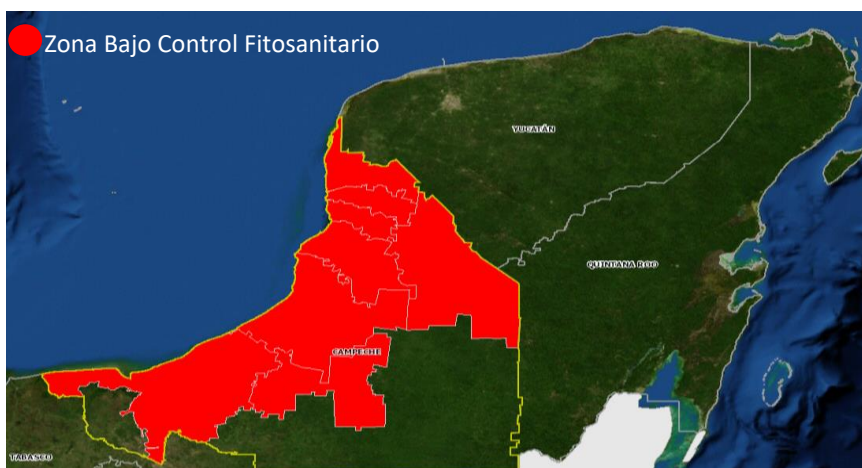 Zona Bajo Control Fitosanitario
YUCATÁN
QUINTANA ROO
CAMPECHE
TABASCO